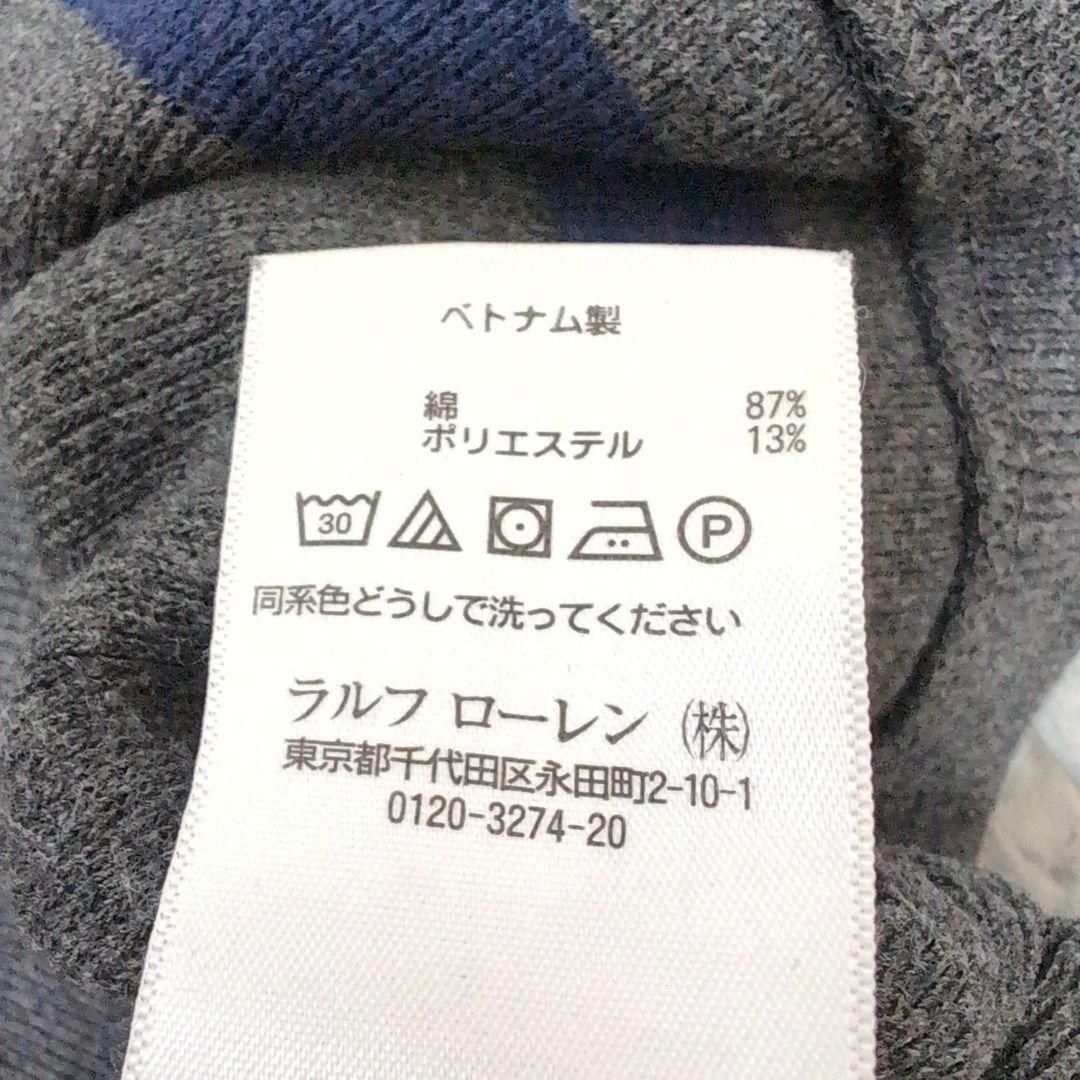 ベトナム製
綿 87%
ポリエステル 13%
30 P
同系色どうしで洗ってください
ラルフ ローレン (株)
東京都千代田区永田町2-10-1
0120-3274-20